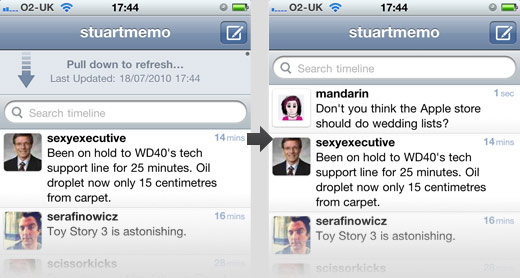 O2-UK 17:44
stuartmemo
Pull down to refresh...
Last Updated: 18/07/2010 17:44
Search timeline
sexyexecutive 14 mins
Been on hold to WD40's tech
support line for 25 minutes. Oil
droplet now only 15 centimetres
from carpet.
serafinowicz 16 mins
Toy Story 3 is astonishing.
scissorkicks 28 mins
O2-UK 17:44
stuartmemo
Search timeline
mandarin 1 sec
Don't you think the Apple store
should do wedding lists?
sexyexecutive 14 mins
Been on hold to WD40's tech
support line for 25 minutes. Oil
droplet now only 15 centimetres
from carpet.
serafinowicz 16 mins
Toy Story 3 is astonishing.